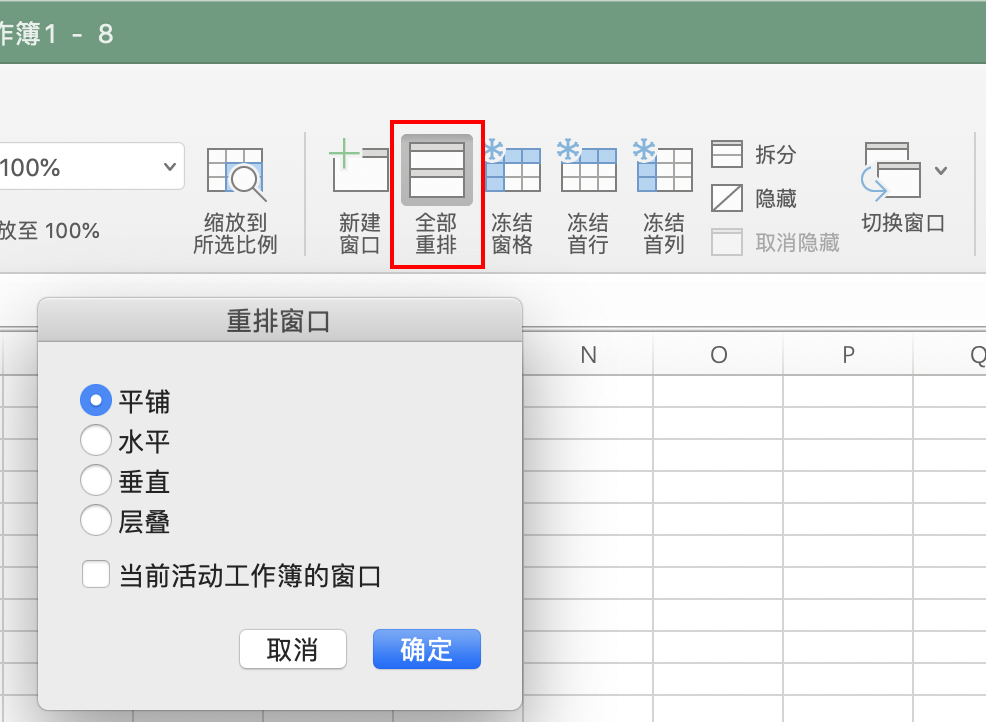 作簿1 - 8
100%
放至 100%
缩放到
所选比例
新建
窗口
全部
重排
冻结
窗格
冻结
首行
冻结
首列
拆分
隐藏
取消隐藏
切换窗口
重排窗口
N
O
P
Q
平铺
水平
垂直
层叠
当前活动工作簿的窗口
取消
确定